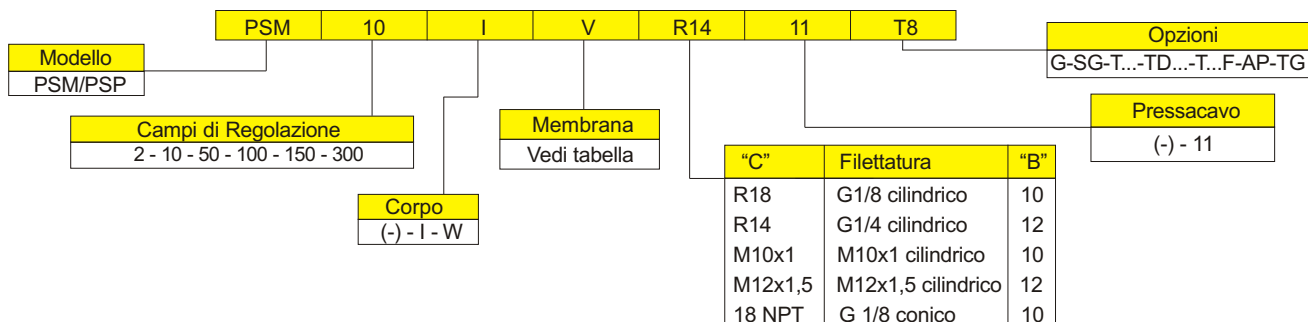 PSM 10 I V R14 11 T8
Modello
PSM/PSP
Opzioni
G-SG-T...-TD...-T...F-AP-TG
Campi di Regolazione
2 - 10 - 50 - 100 - 150 - 300
Membrana
Vedi tabella
Pressacavo
(-) - 11
Corpo
(-) - I - W
“C” Filettatura “B”
R18 G1/8 cilindrico 10
R14 G1/4 cilindrico 12
M10x1 M10x1 cilindrico 10
M12x1,5 M12x1,5 cilindrico 12
18 NPT G 1/8 conico 10